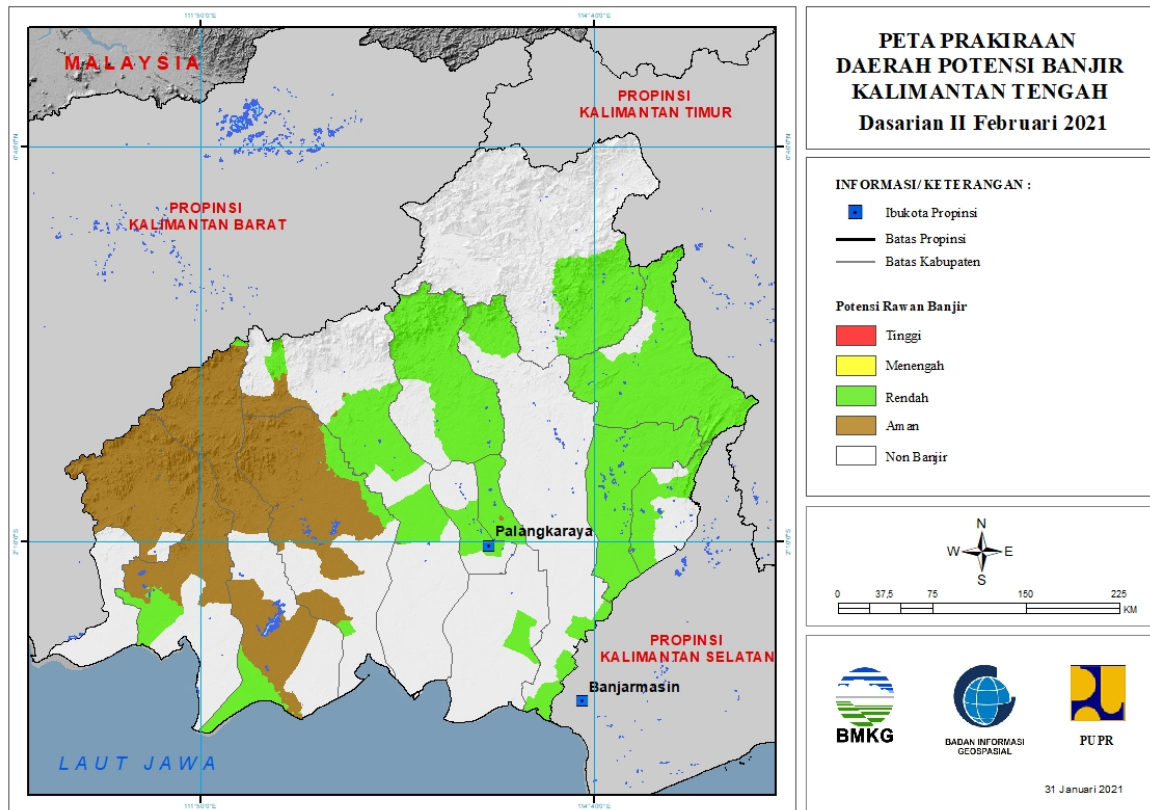 111°50'0"E
MALAYSIA
PROPINSI
KALIMANTAN TIMUR
PROPINSI
KALIMANTAN BARAT
Palangkaraya
PROPINSI
KALIMANTAN SELATAN
Banjarmasin
LAUT JAWA
PETA PRAKIRAAN
DAERAH POTENSI BANJIR
KALIMANTAN TENGAH
Dasarian II Februari 2021
INFORMASI/KETERANGAN :
Ibukota Propinsi
Batas Propinsi
Batas Kabupaten
Potensi Rawan Banjir
Tinggi
Menengah
Rendah
Aman
Non Banjir
N
W E
S
0 37,5 75 150 225
KM
BMKG
BADAN INFORMASI
GEOSPASIAL
PUPR
31 Januari 2021